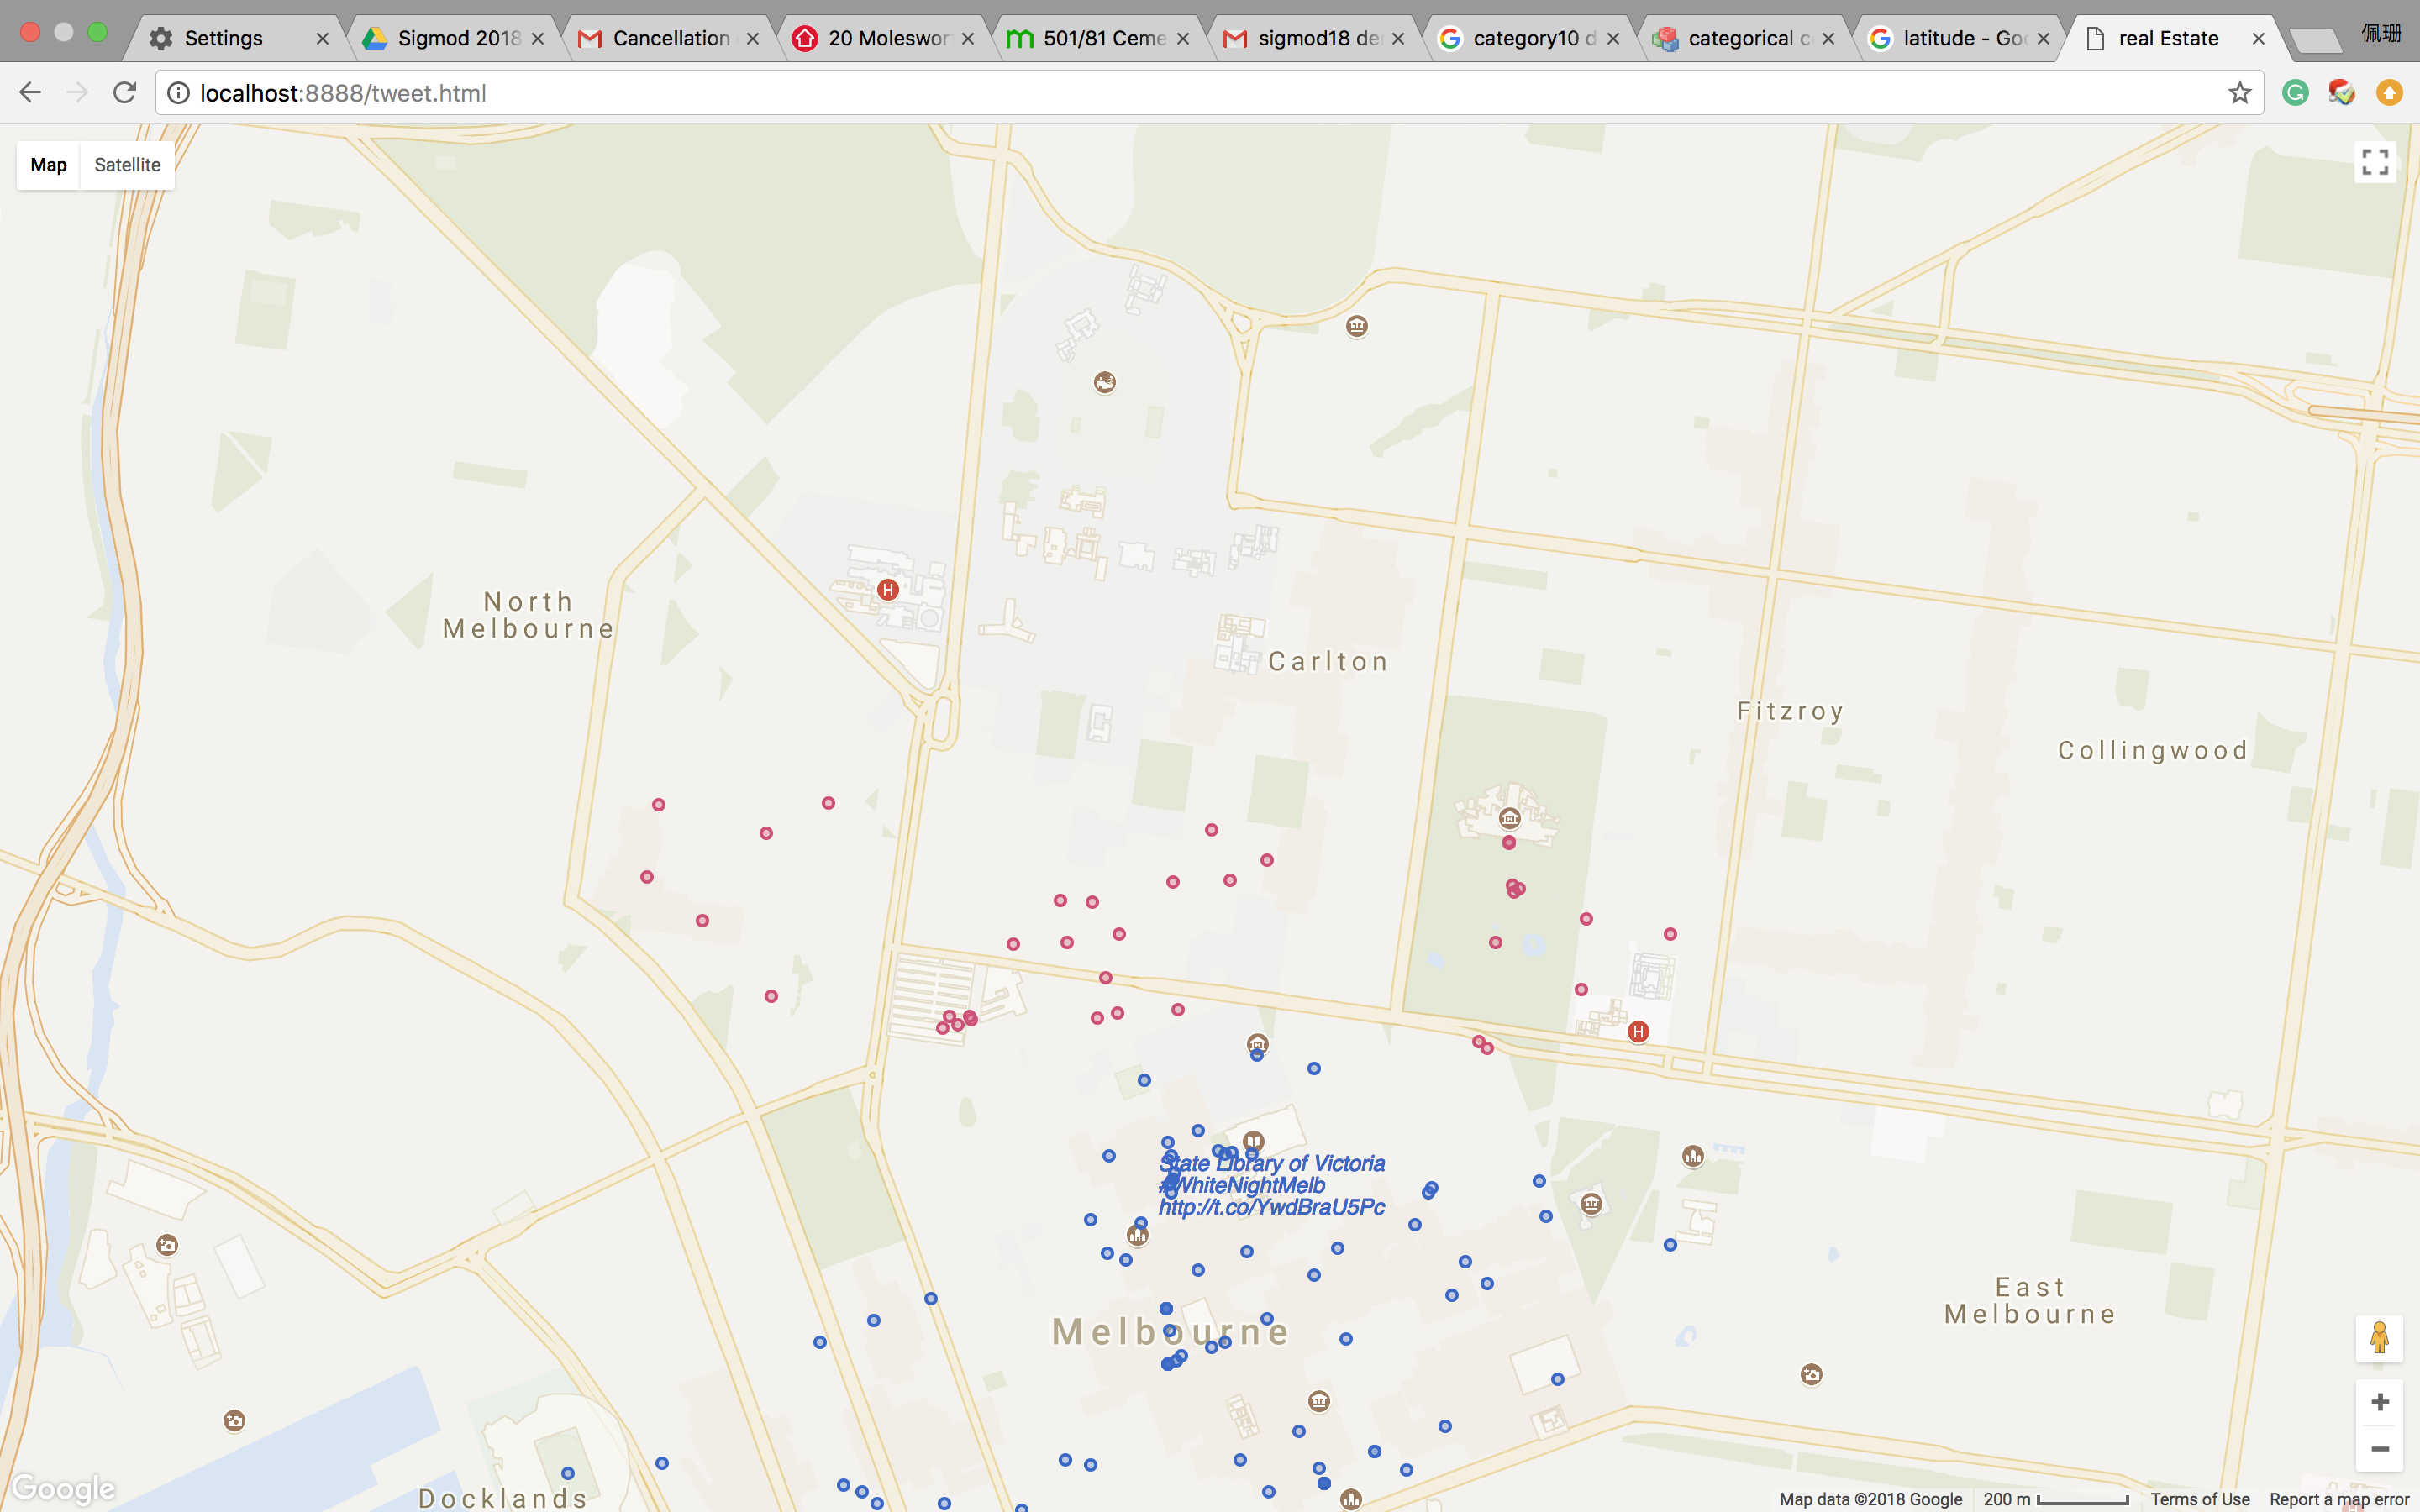 Settings
Sigmod 2018
Cancellation
20 Moleswor
501/81 Ceme
sigmod18 de
category10 d
categorical c
latitude - Goo
real Estate
佩珊
localhost:8888/tweet.html
Map
Satellite
North
Melbourne
Carlton
Fitzroy
Collingwood
H
H
State Library of Victoria
#WhiteNightMelb
http://t.co/YwdBraU5Pc
East
Melbourne
Melbourne
Docklands
Google
Map data ©2018 Google
200 m
Terms of Use
Report a map error